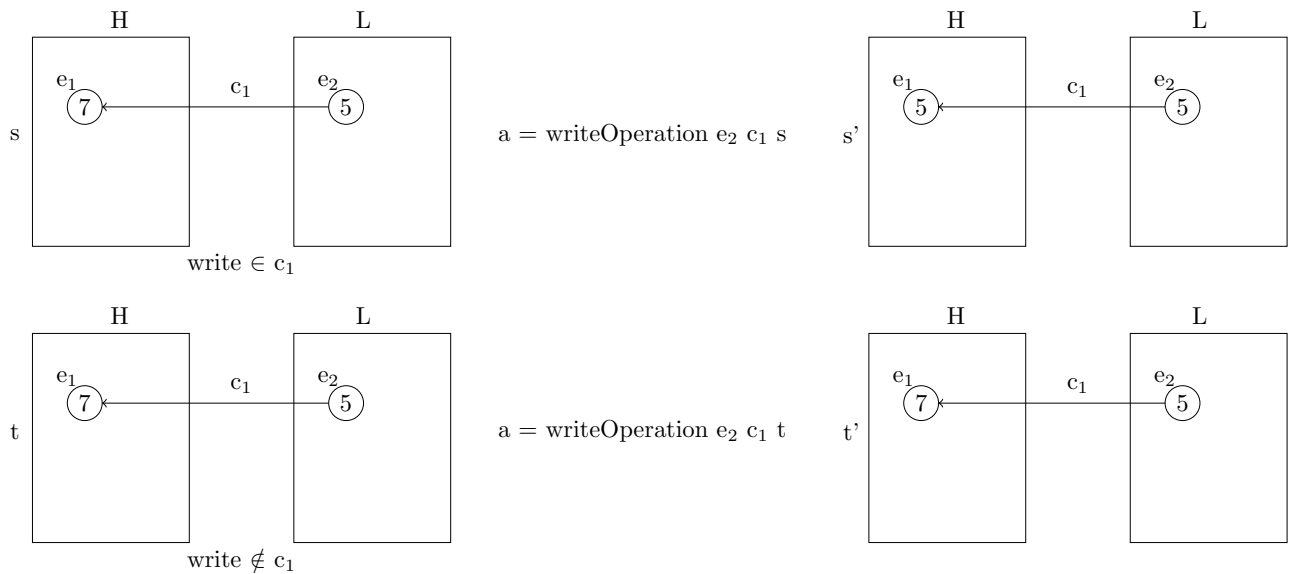 H L H L
e₁ c₁ e₂ e₁ c₁ e₂
7 5 5 5
s a = writeOperation e₂ c₁ s s’
write ∈ c₁
H L H L
e₁ c₁ e₂ e₁ c₁ e₂
7 5 7 5
t a = writeOperation e₂ c₁ t t’
write ∉ c₁